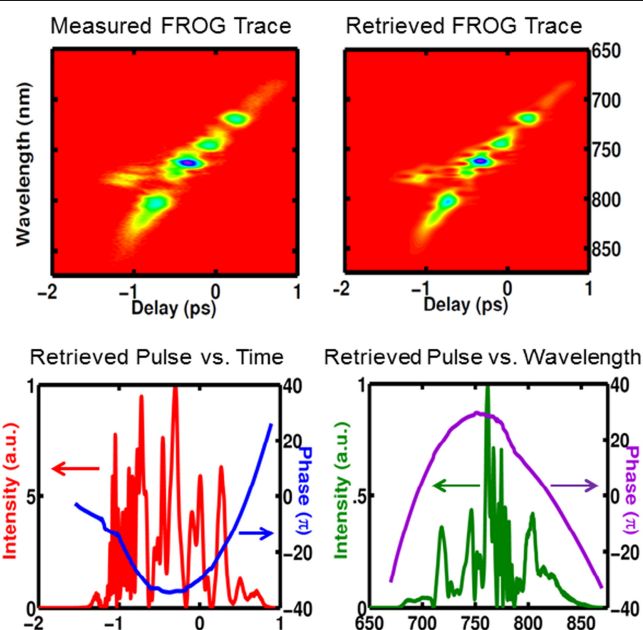 Measured FROG Trace
Retrieved FROG Trace
Wavelength (nm)
650
700
750
800
850
−2 −1 0 1
Delay (ps)
−2 −1 0 1
Delay (ps)
Retrieved Pulse vs. Time
Retrieved Pulse vs. Wavelength
Intensity (a.u.)
1
.5
0
40
20
0
−20
−40
Phase (π)
−2 −1 0 1
Intensity (a.u.)
1
.5
0
40
20
0
−20
−40
Phase (π)
650 700 750 800 850